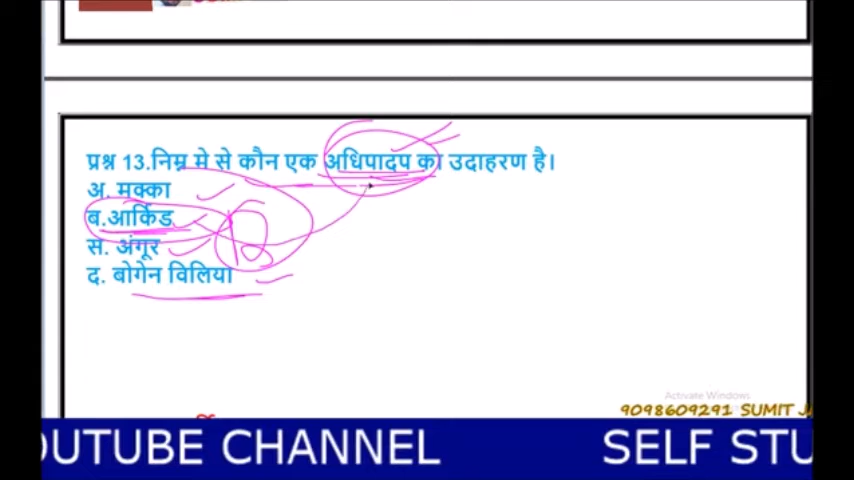 प्रश्न 13.निम्न मे से कौन एक अधिपादप का उदाहरण है।
अ. मक्का
ब.आर्किड
स. अंगूर
द. बोगेन विलिया
B
Activate Windows
9098609291 SUMIT J
OUTUBE CHANNEL SELF STU